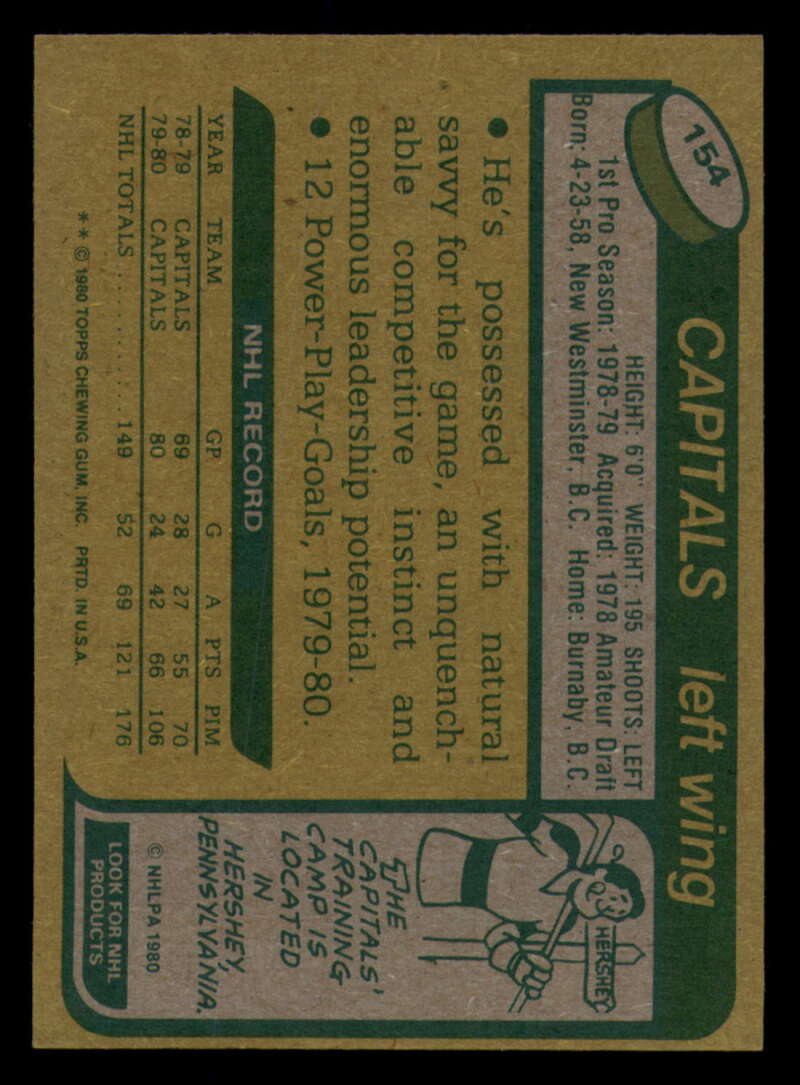 154
CAPITALS left wing
HEIGHT: 6'0" WEIGHT: 195 SHOOTS: LEFT
1st Pro Season: 1978-79 Acquired: 1978 Amateur Draft
Born: 4-23-58, New Westminster, B.C. Home: Burnaby, B.C.
• He's possessed with natural
savvy for the game, an unquench-
able competitive instinct and
enormous leadership potential.
• 12 Power-Play-Goals, 1979-80.
NHL RECORD
YEAR TEAM GP G A PTS PIM
78-79 CAPITALS 69 28 27 55 70
79-80 CAPITALS 80 24 42 66 106
NHL TOTALS ........... 149 52 69 121 176
* * © 1980 TOPPS CHEWING GUM, INC. PRTD. IN U.S.A.
HERSHEY
THE
CAPITALS'
TRAINING
CAMP IS
LOCATED
IN
HERSHEY,
PENNSYLVANIA.
© NHLPA 1980
LOOK FOR NHL
PRODUCTS